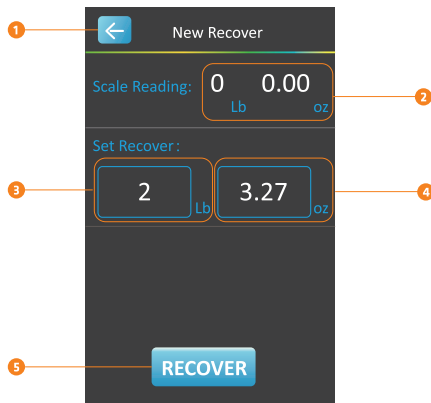 1
New Recover
Scale Reading: 0 Lb 0.00 oz
2
Set Recover:
3
2 Lb 3.27 oz
4
5
RECOVER